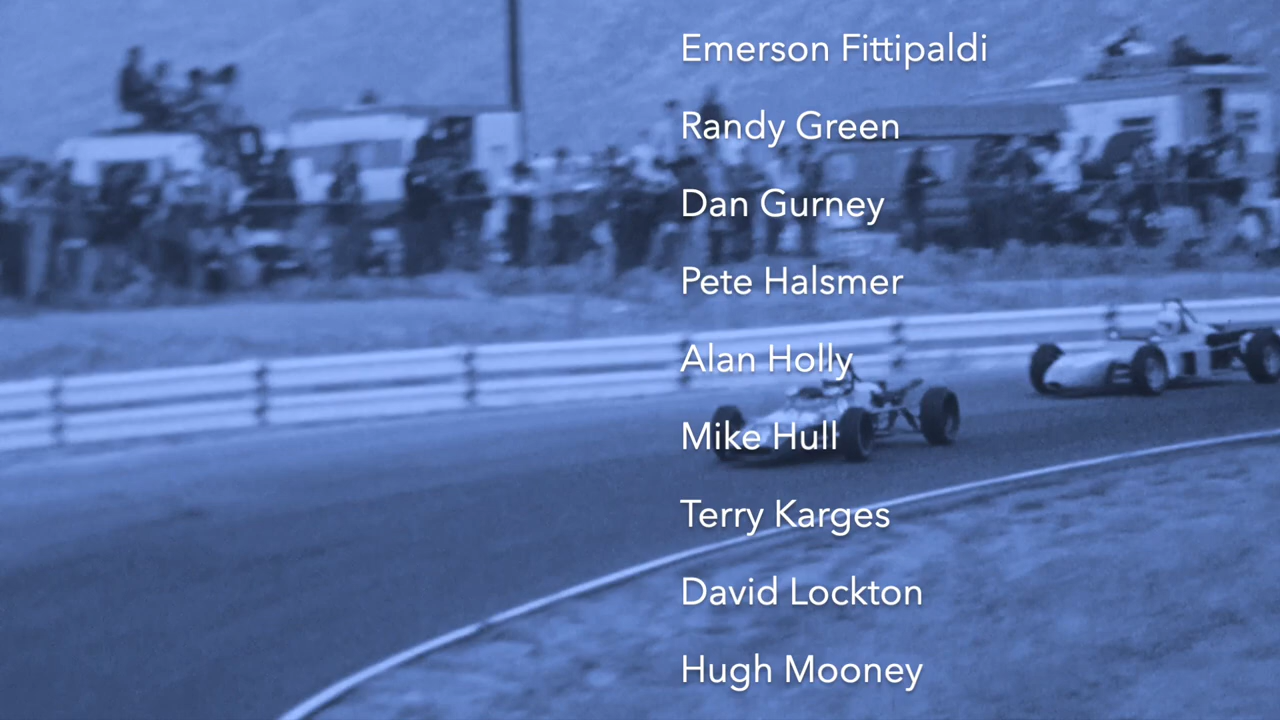 Emerson Fittipaldi
Randy Green
Dan Gurney
Pete Halsmer
Alan Holly
Mike Hull
Terry Karges
David Lockton
Hugh Mooney